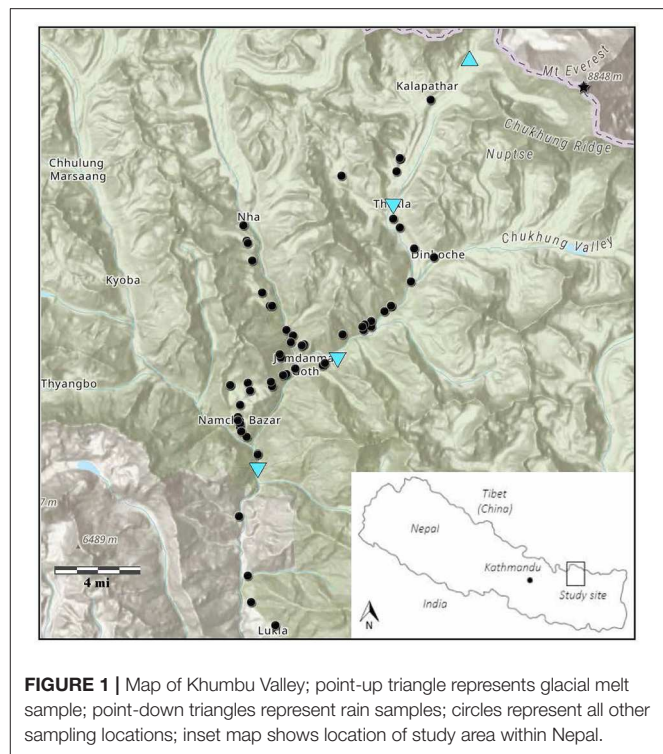 Kalapathar
Mt Everest
8848 m
Chhulung
Marsaang
Chukhung Ridge
Nuptse
Nha
Chukhung Valley
Kyoba
Thyangbo
Bazar
7 m
6489 m
4 mi
Lukla
Tibet
(China)
Nepal
Kathmandu
India
Study site
N
FIGURE 1 | Map of Khumbu Valley; point-up triangle represents glacial melt
sample; point-down triangles represent rain samples; circles represent all other
sampling locations; inset map shows location of study area within Nepal.